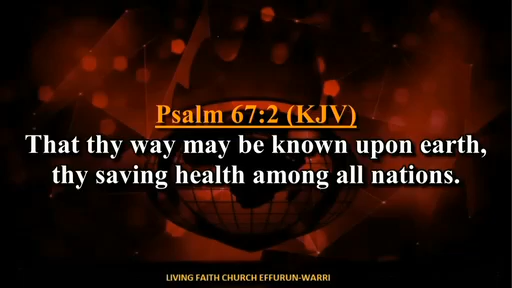 Psalm 67:2 (KJV)
That thy way may be known upon earth,
thy saving health among all nations.
LIVING FAITH CHURCH EFFURUN-WARRI